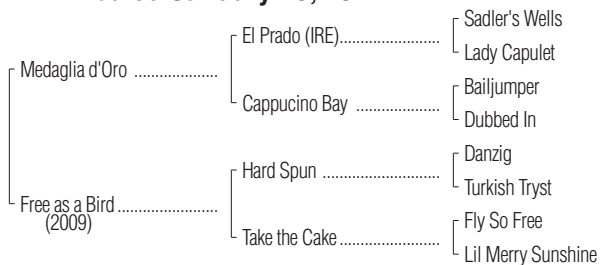 Sadler's Wells
El Prado (IRE)....................
Lady Capulet
Medaglia d'Oro ....................
Bailjumper
Cappucino Bay ....................
Dubbed In
Danzig
Hard Spun .........................
Turkish Tryst
Free as a Bird ........................
(2009)
Fly So Free
Take the Cake ........................
Lil Merry Sunshine